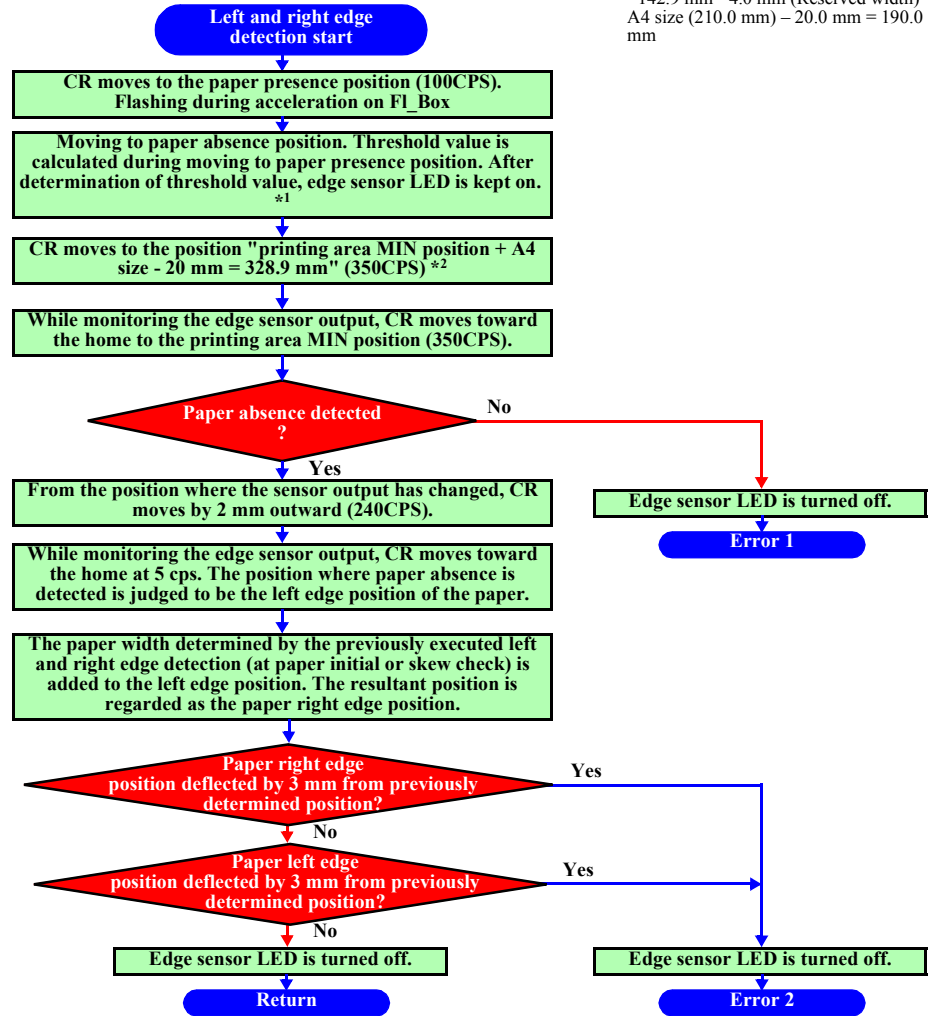 142.9 mm - 4.0 mm (Reserved width)
A4 size (210.0 mm) – 20.0 mm = 190.0
mm
Left and right edge
detection start
CR moves to the paper presence position (100CPS).
Flashing during acceleration on Fl_Box
Moving to paper absence position. Threshold value is
calculated during moving to paper presence position. After
determination of threshold value, edge sensor LED is kept on.
*1
CR moves to the position "printing area MIN position + A4
size - 20 mm = 328.9 mm" (350CPS) *2
While monitoring the edge sensor output, CR moves toward
the home to the printing area MIN position (350CPS).
Paper absence detected
?
No
Yes
From the position where the sensor output has changed, CR
moves by 2 mm outward (240CPS).
Edge sensor LED is turned off.
Error 1
While monitoring the edge sensor output, CR moves toward
the home at 5 cps. The position where paper absence is
detected is judged to be the left edge position of the paper.
The paper width determined by the previously executed left
and right edge detection (at paper initial or skew check) is
added to the left edge position. The resultant position is
regarded as the paper right edge position.
Paper right edge
position deflected by 3 mm from previously
determined position?
Yes
No
Paper left edge
position deflected by 3 mm from previously
determined position?
Yes
No
Edge sensor LED is turned off.
Return
Edge sensor LED is turned off.
Error 2